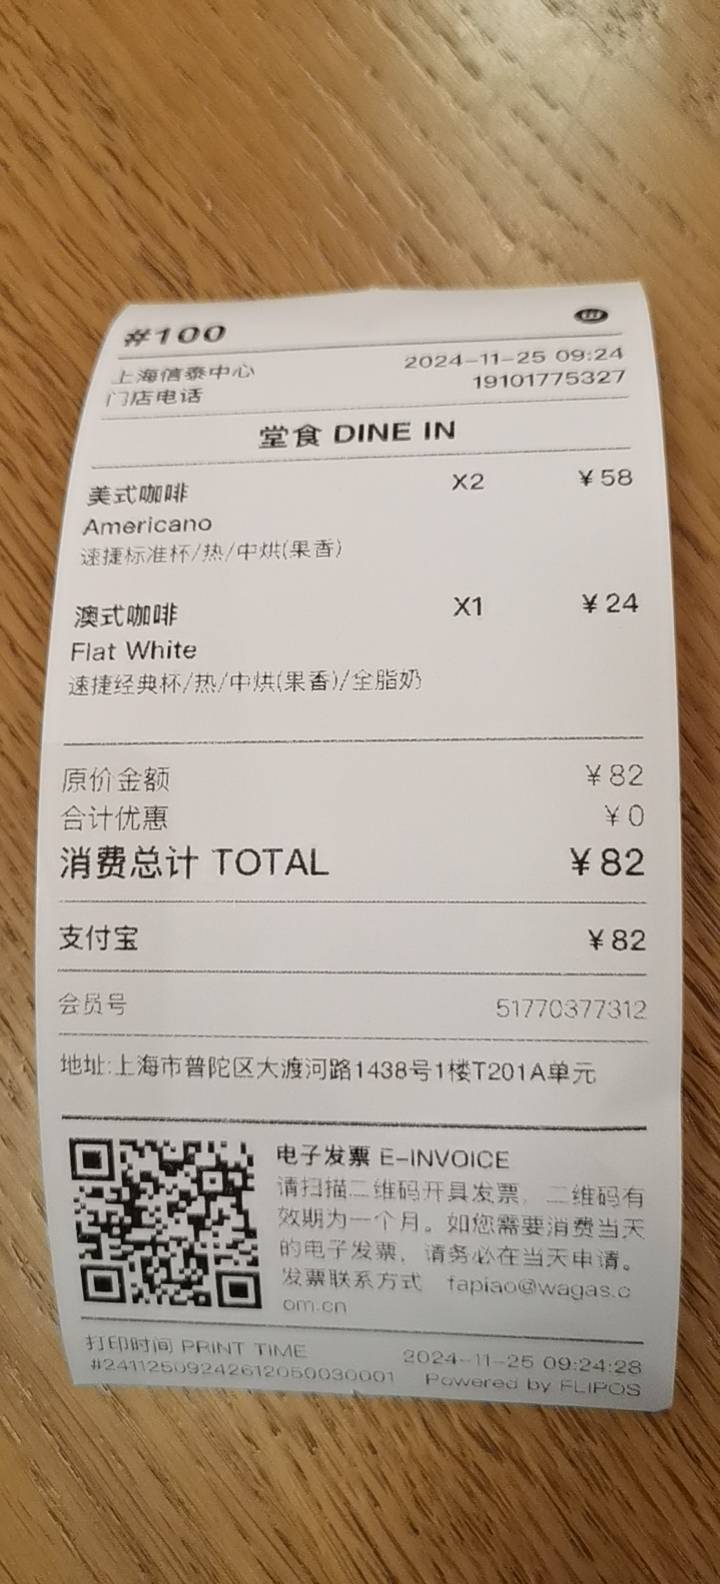 #100
上海信泰中心 2024-11-25 09:24
门店电话 19101775327
堂食 DINE IN
美式咖啡 X2 ¥58
Americano
速捷标准杯/热/中烘(果香)
澳式咖啡 X1 ¥24
Flat White
速捷经典杯/热/中烘(果香)/全脂奶
原价金额 ¥82
合计优惠 ¥0
消费总计 TOTAL ¥82
支付宝 ¥82
会员号 51770377312
地址:上海市普陀区大渡河路1438号1楼T201A单元
电子发票 E-INVOICE
请扫描二维码开具发票，二维码有
效期为一个月。如您需要消费当天
的电子发票，请务必在当天申请。
发票联系方式 fapiao@wagas.c
om.cn
打印时间 PRINT TIME 2024-11-25 09:24:28
#24112509242612050030001 Powered by FLIPOS